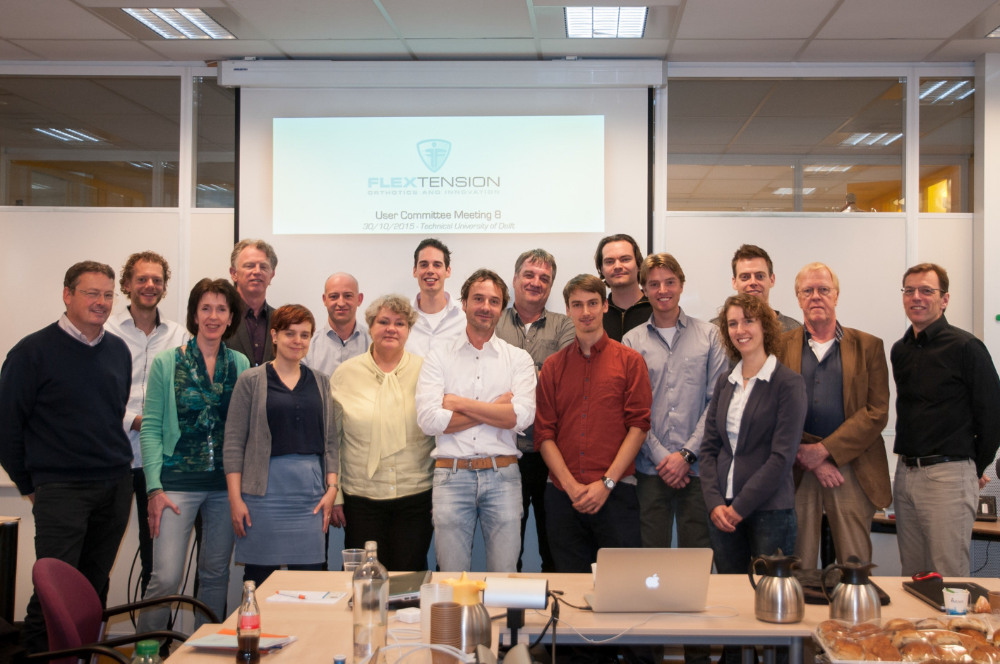 FLEXTENSION
ORTHOTICS AND INNOVATION
User Committee Meeting 8
30/10/2015 - Technical University of Delft